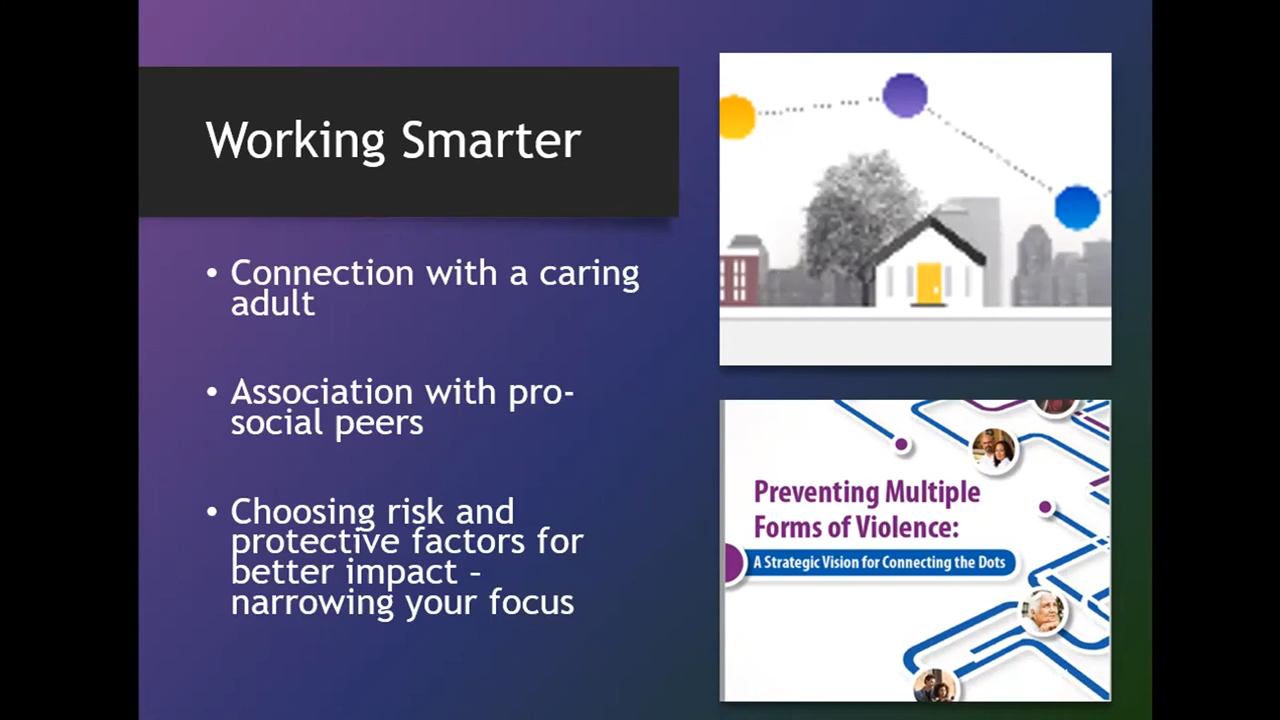 Working Smarter
• Connection with a caring
adult
• Association with pro-
social peers
• Choosing risk and
protective factors for
better impact –
narrowing your focus
Preventing Multiple
Forms of Violence:
A Strategic Vision for Connecting the Dots